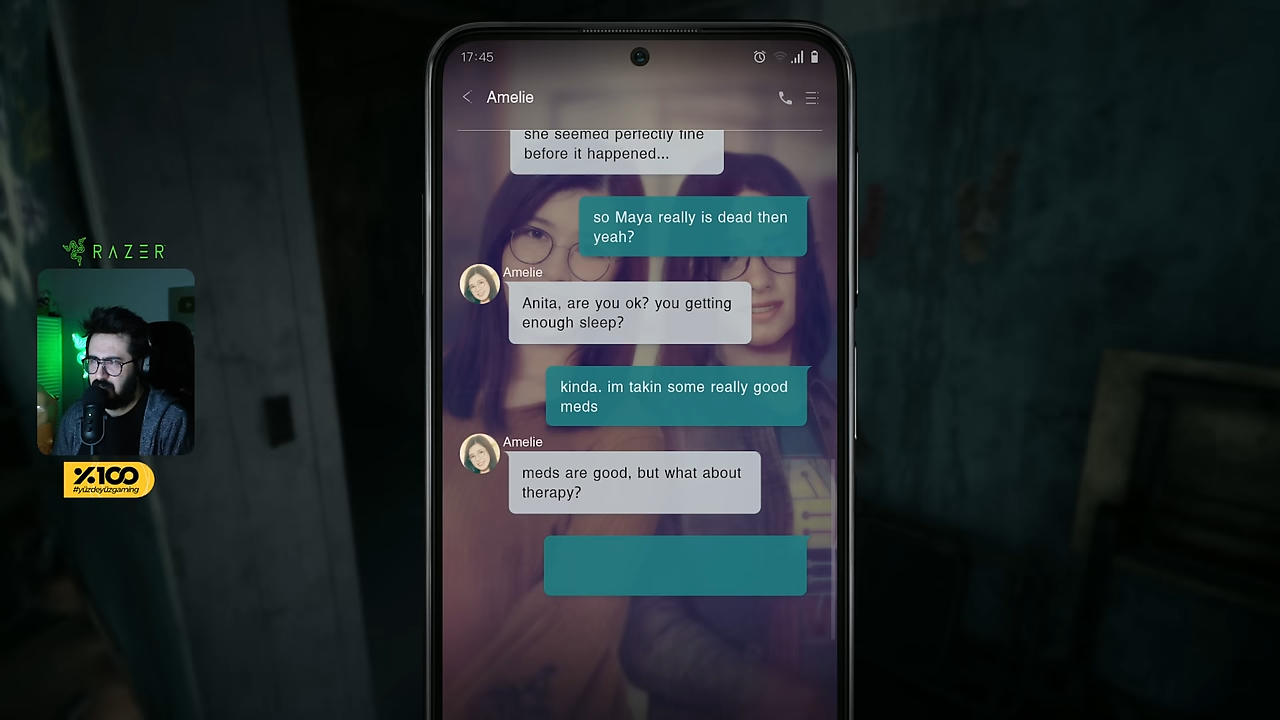 17:45
Amelie
she seemed perfectly fine
before it happened...
so Maya really is dead then
yeah?
Amelie
Anita, are you ok? you getting
enough sleep?
kinda. im takin some really good
meds
Amelie
meds are good, but what about
therapy?
RAZER
%100
#yüzdeyüzgaming